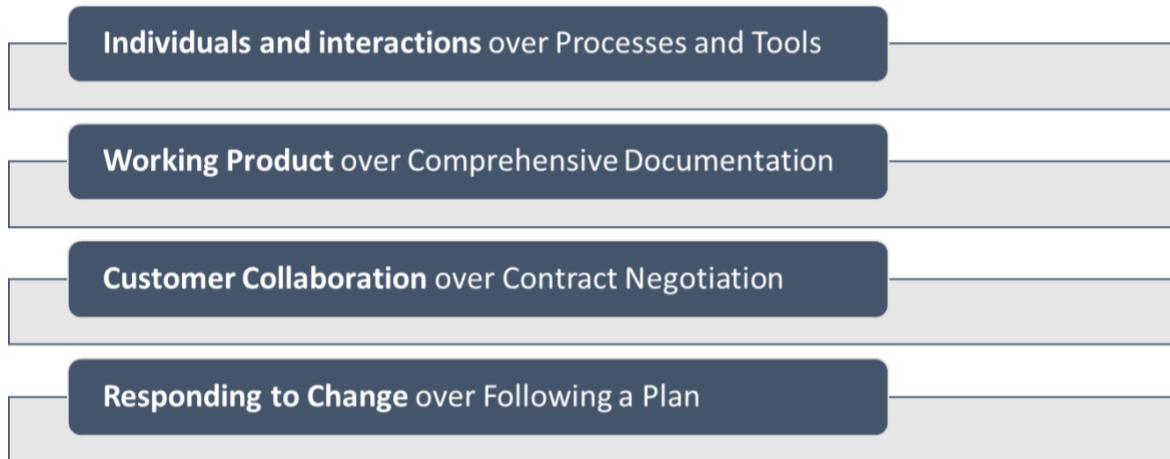 Individuals and interactions over Processes and Tools
Working Product over Comprehensive Documentation
Customer Collaboration over Contract Negotiation
Responding to Change over Following a Plan